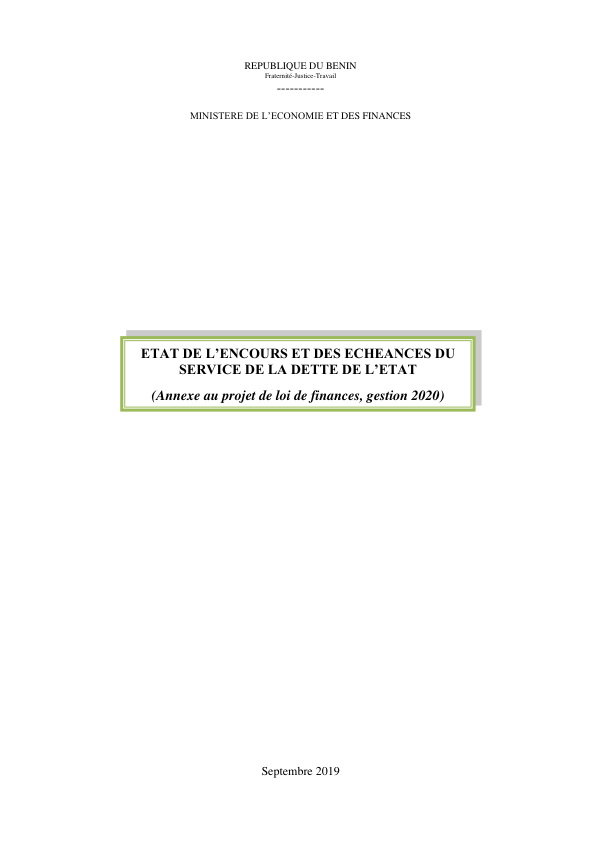 REPUBLIQUE DU BENIN
Fraternité-Justice-Travail
-----------
MINISTERE DE L'ECONOMIE ET DES FINANCES
ETAT DE L'ENCOURS ET DES ECHEANCES DU
SERVICE DE LA DETTE DE L'ETAT
(Annexe au projet de loi de finances, gestion 2020)
Septembre 2019